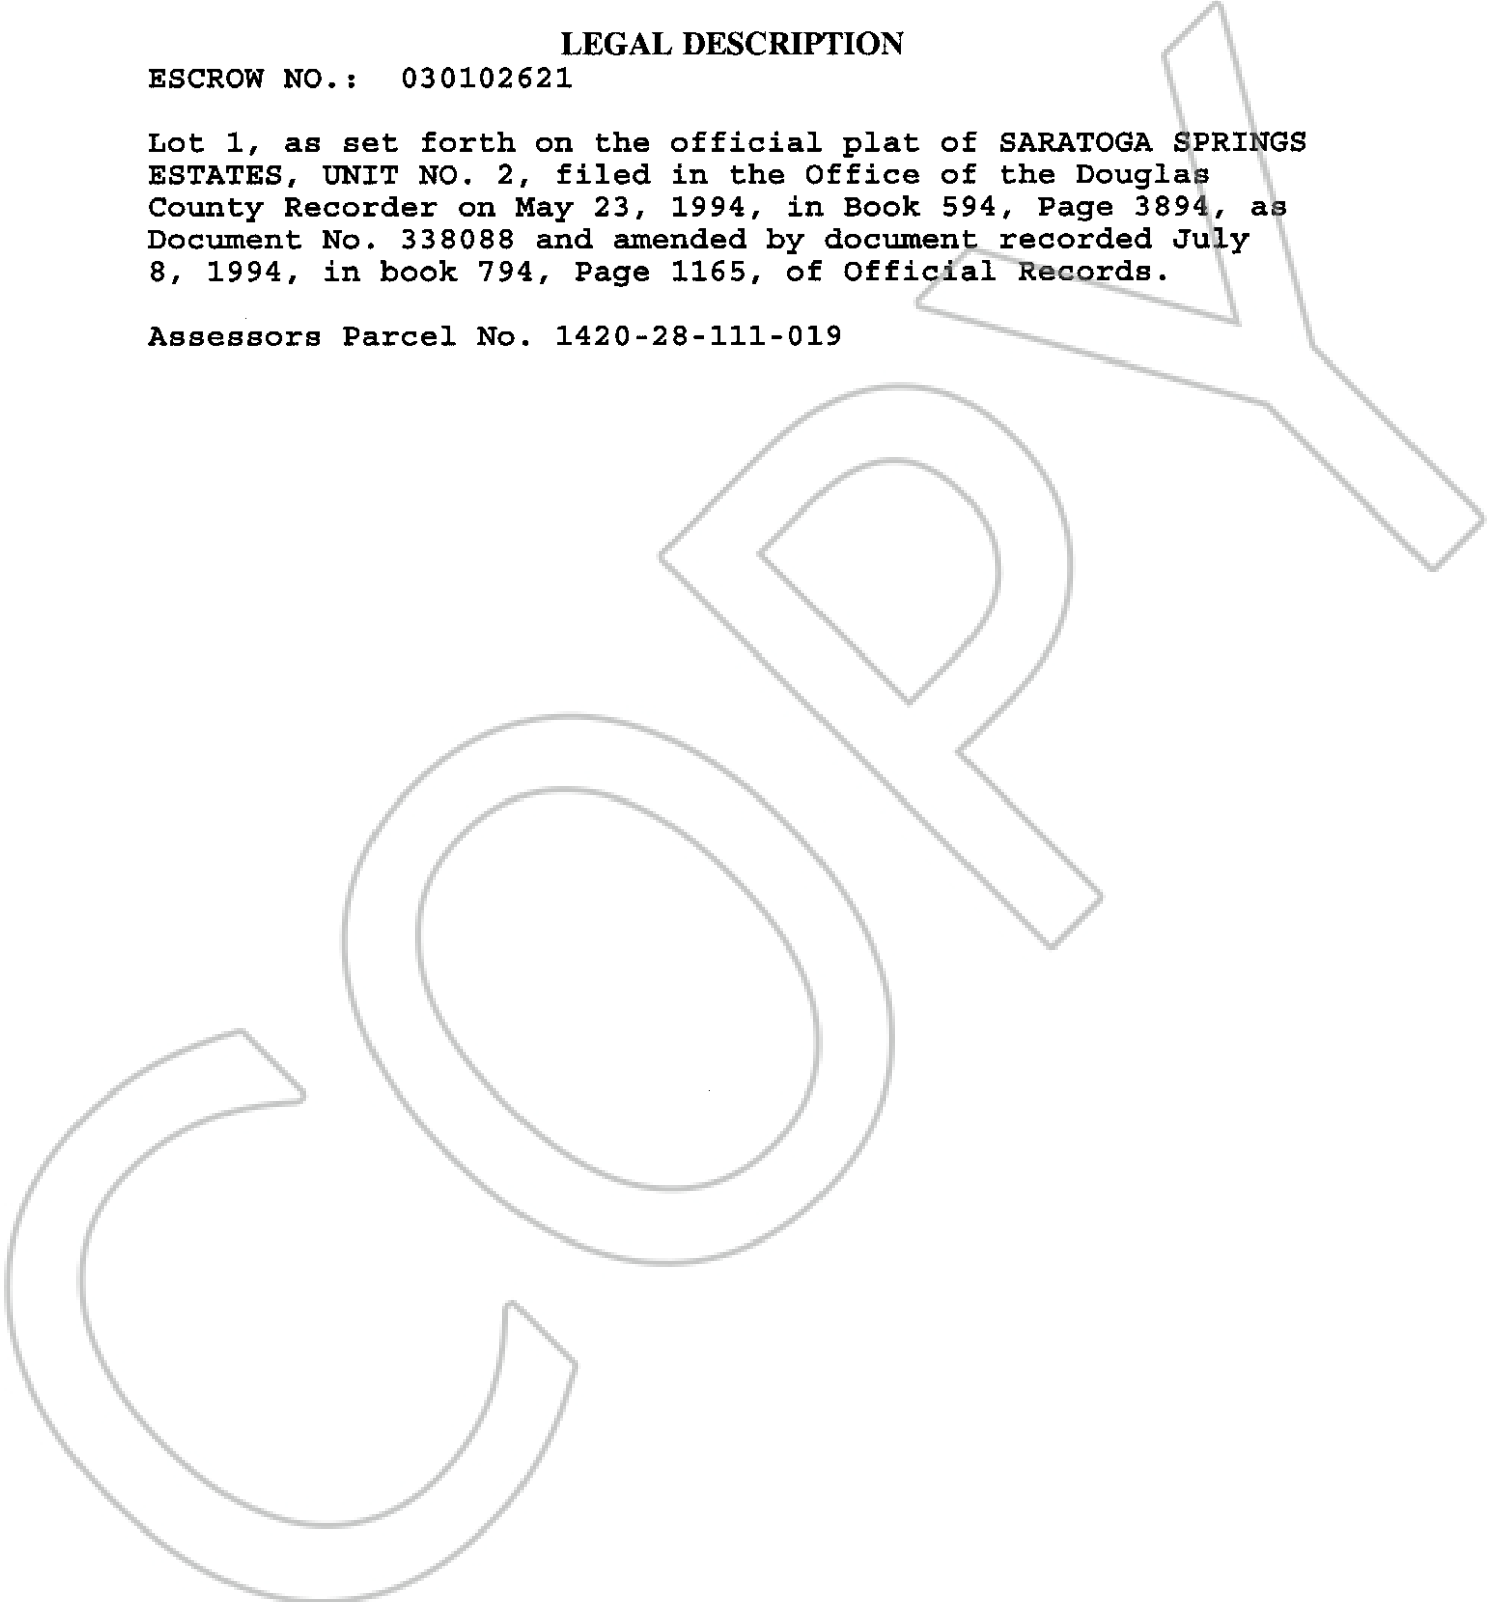 LEGAL DESCRIPTION
ESCROW NO.: 030102621
Lot 1, as set forth on the official plat of SARATOGA SPRINGS
ESTATES, UNIT NO. 2, filed in the Office of the Douglas
County Recorder on May 23, 1994, in Book 594, Page 3894, as
Document No. 338088 and amended by document recorded July
8, 1994, in book 794, Page 1165, of Official Records.
Assessors Parcel No. 1420-28-111-019
COPY